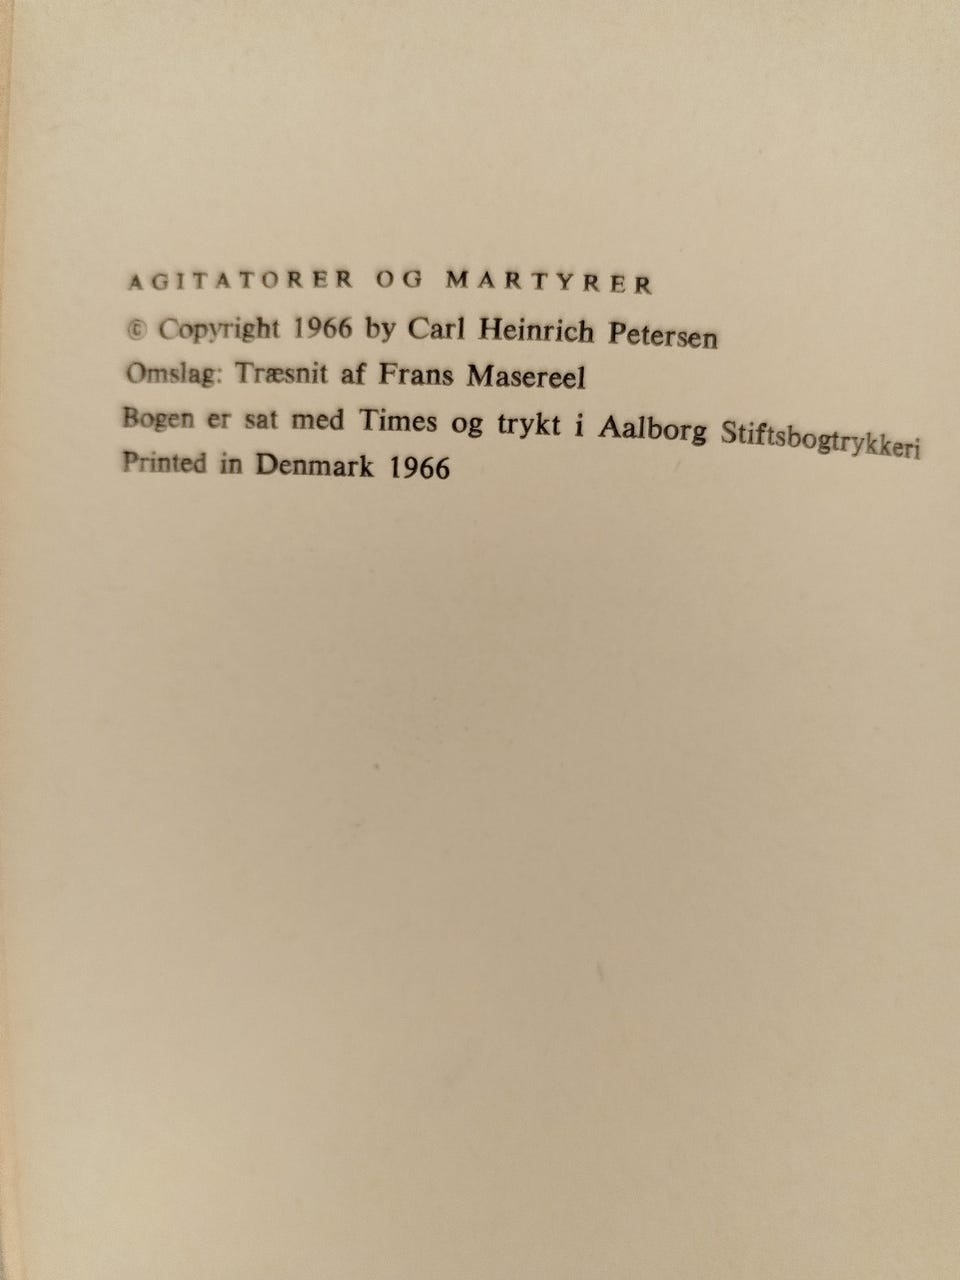 AGITATORER OG MARTYRER
© Copyright 1966 by Carl Heinrich Petersen
Omslag: Træsnit af Frans Masereel
Bogen er sat med Times og trykt i Aalborg Stiftsbogtrykkeri
Printed in Denmark 1966